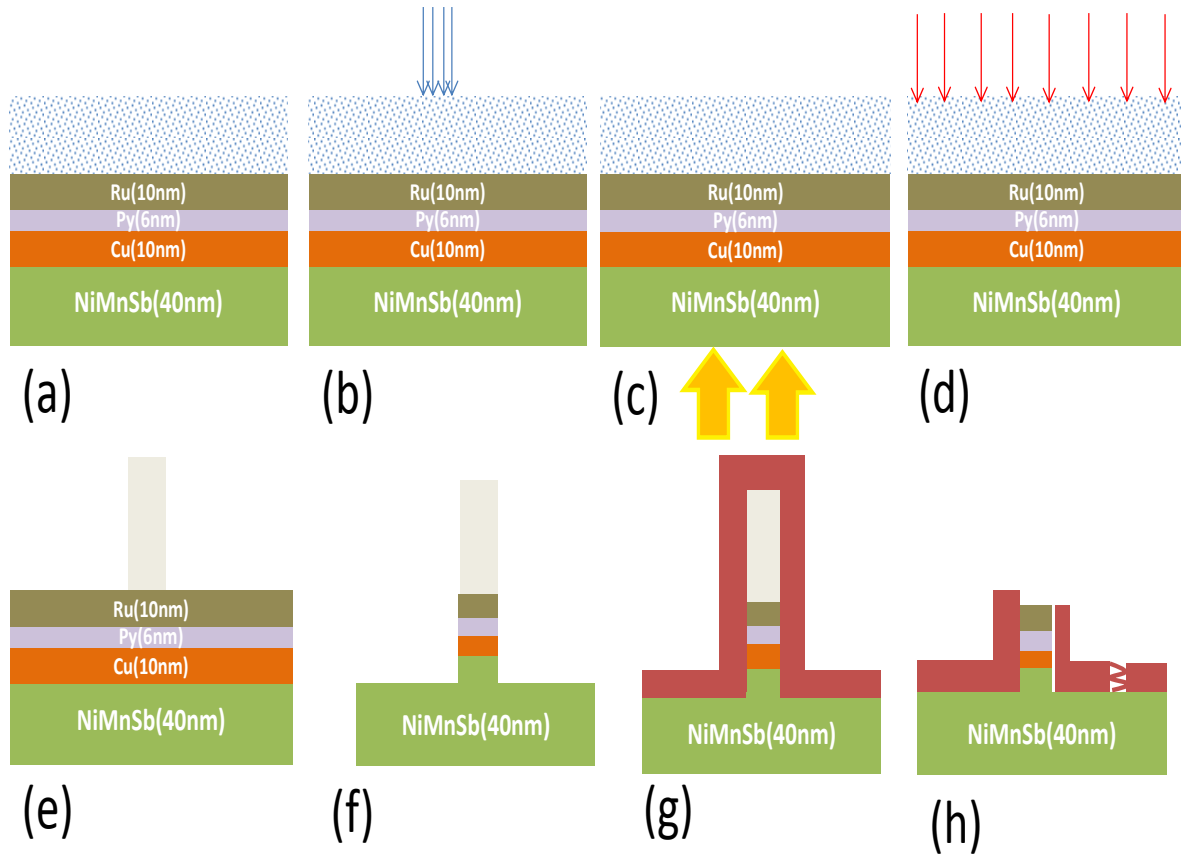 Ru(10nm)
Py(6nm)
Cu(10nm)
NiMnSb(40nm)
(a)
Ru(10nm)
Py(6nm)
Cu(10nm)
NiMnSb(40nm)
(b)
Ru(10nm)
Py(6nm)
Cu(10nm)
NiMnSb(40nm)
(c)
Ru(10nm)
Py(6nm)
Cu(10nm)
NiMnSb(40nm)
(d)
Ru(10nm)
Py(6nm)
Cu(10nm)
NiMnSb(40nm)
(e)
NiMnSb(40nm)
(f)
NiMnSb(40nm)
(g)
NiMnSb(40nm)
(h)